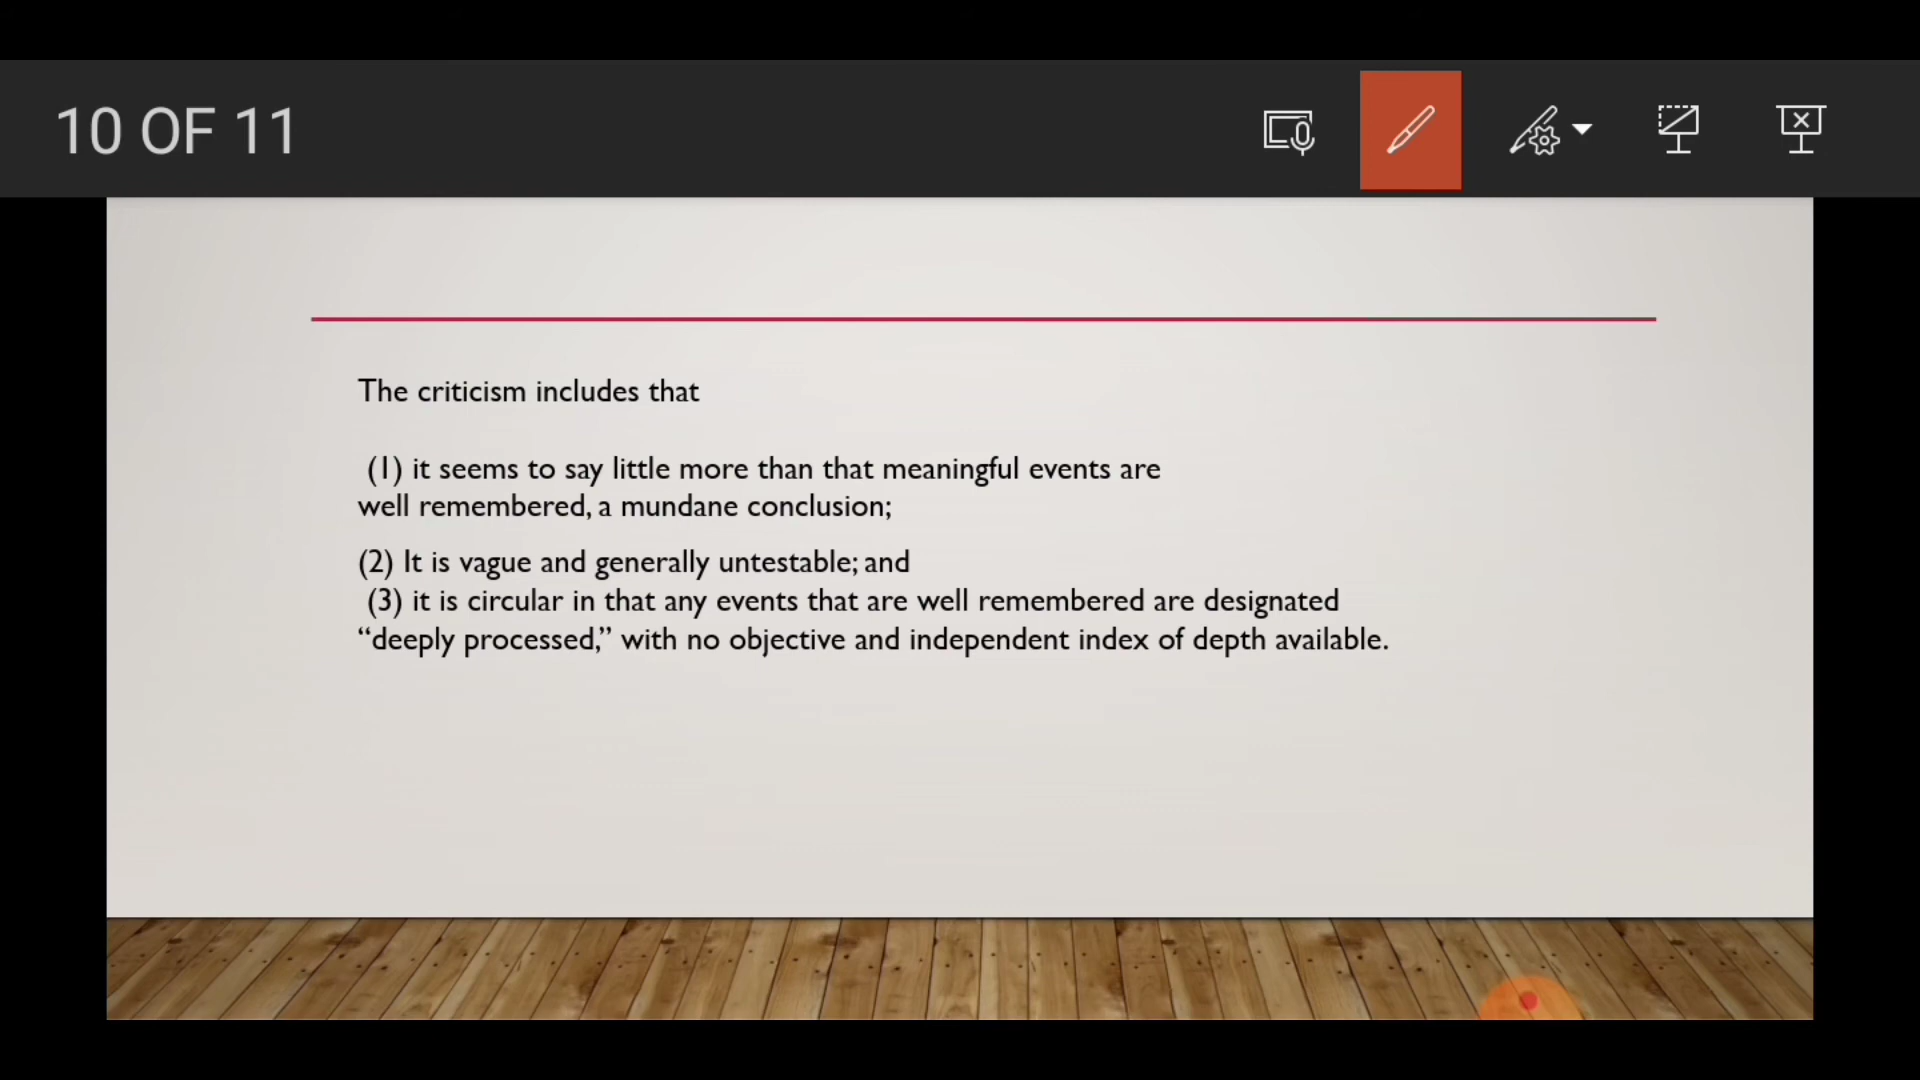 10 OF 11
The criticism includes that
(1) it seems to say little more than that meaningful events are
well remembered, a mundane conclusion;
(2) It is vague and generally untestable; and
(3) it is circular in that any events that are well remembered are designated
“deeply processed,” with no objective and independent index of depth available.